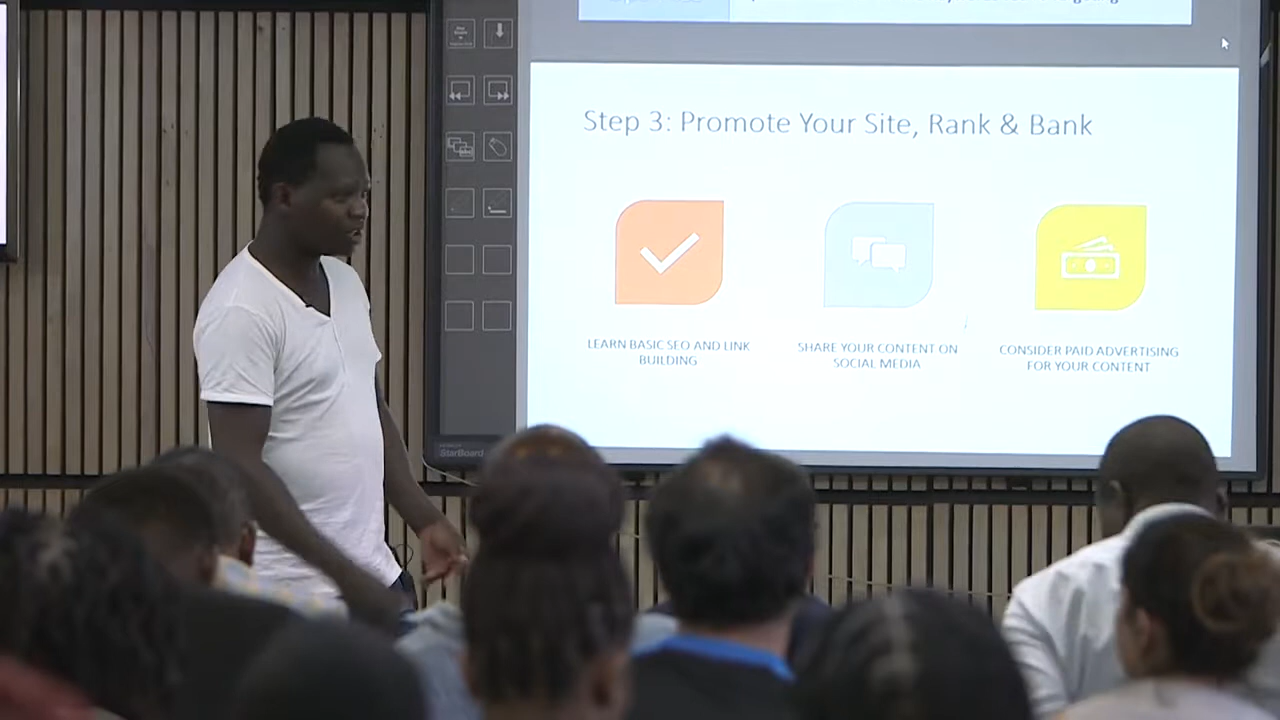 Step 3: Promote Your Site, Rank & Bank
LEARN BASIC SEO AND LINK
BUILDING
SHARE YOUR CONTENT ON
SOCIAL MEDIA
CONSIDER PAID ADVERTISING
FOR YOUR CONTENT
StarBoard